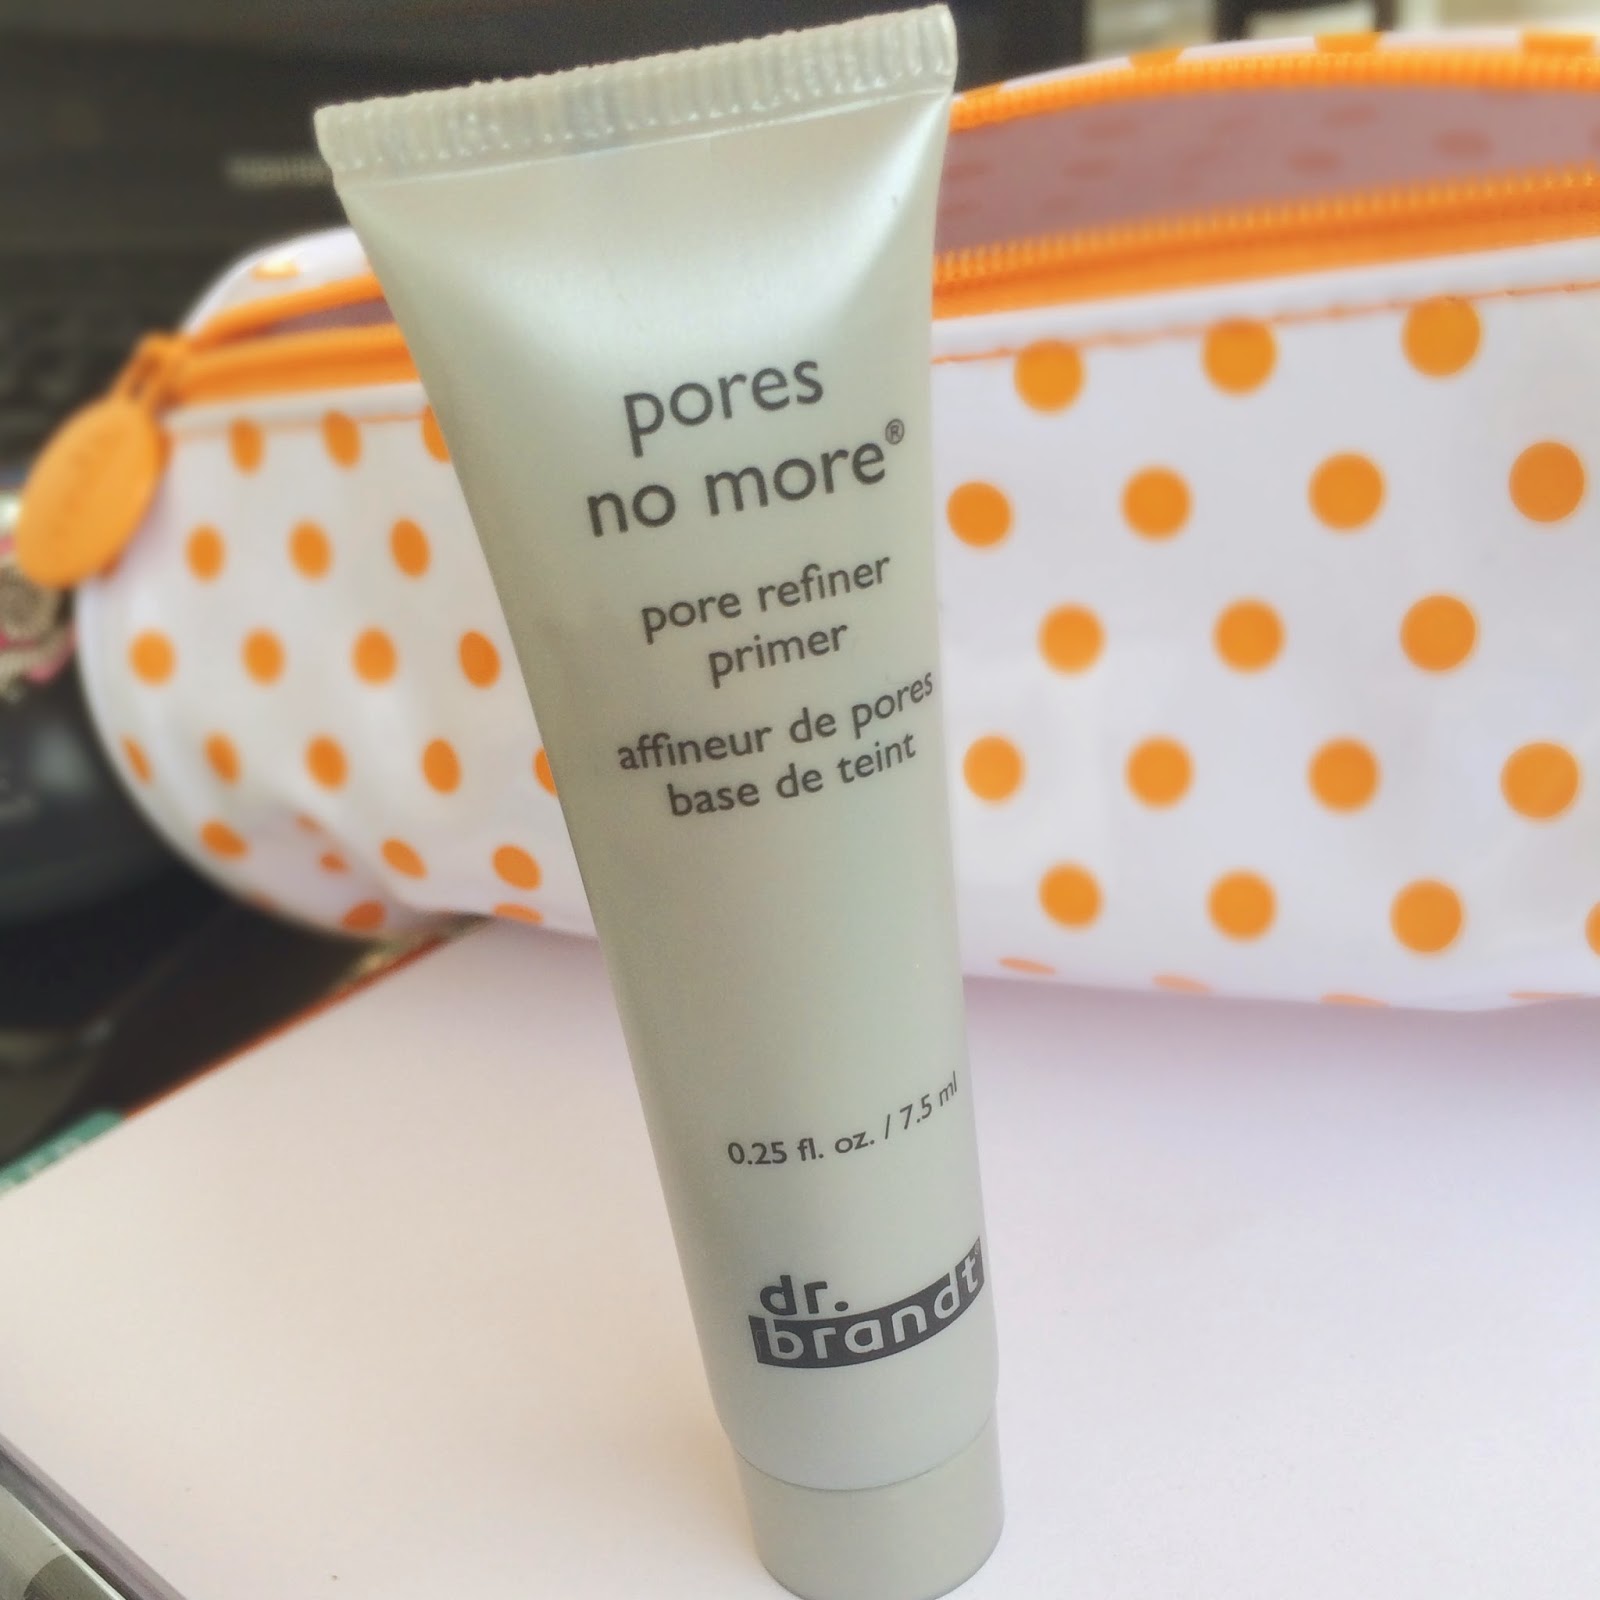 pores
no more®
pore refiner
primer
affineur de pores
base de teint
0.25 fl. oz. / 7.5 ml
dr.
brandt